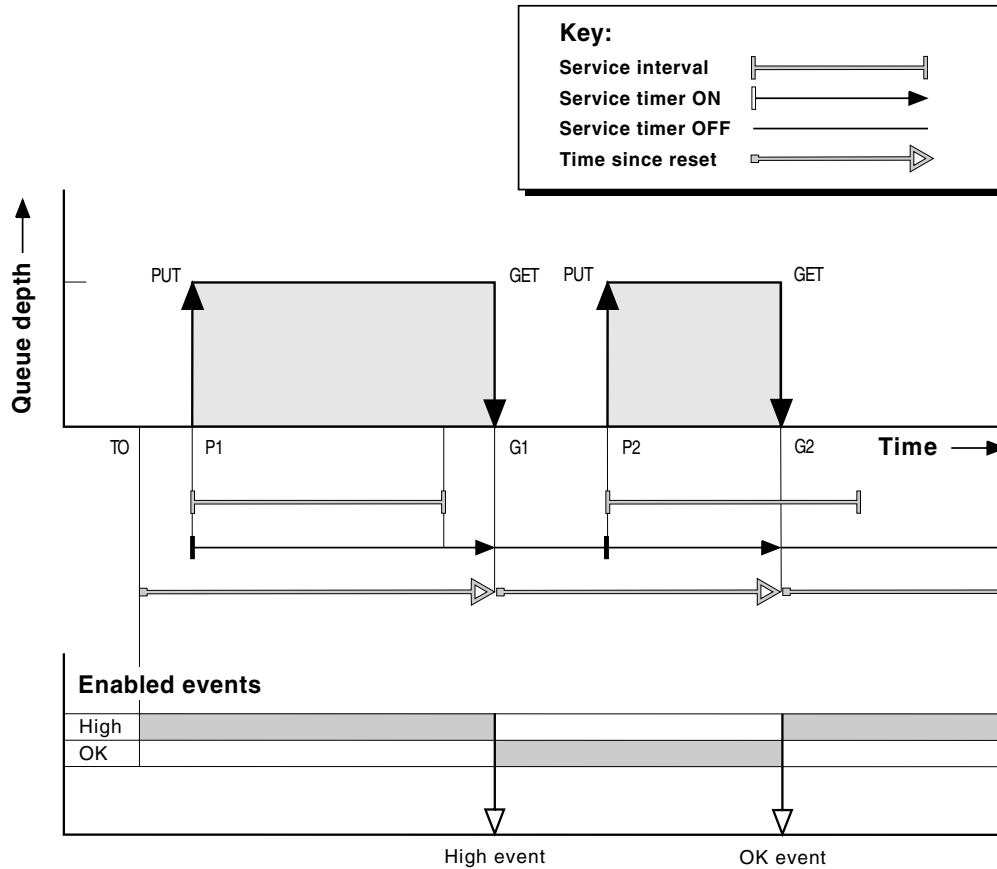 Key:
Service interval
Service timer ON
Service timer OFF
Time since reset
Queue depth
PUT
GET
PUT
GET
TO
P1
G1
P2
G2
Time
Enabled events
High
OK
High event
OK event